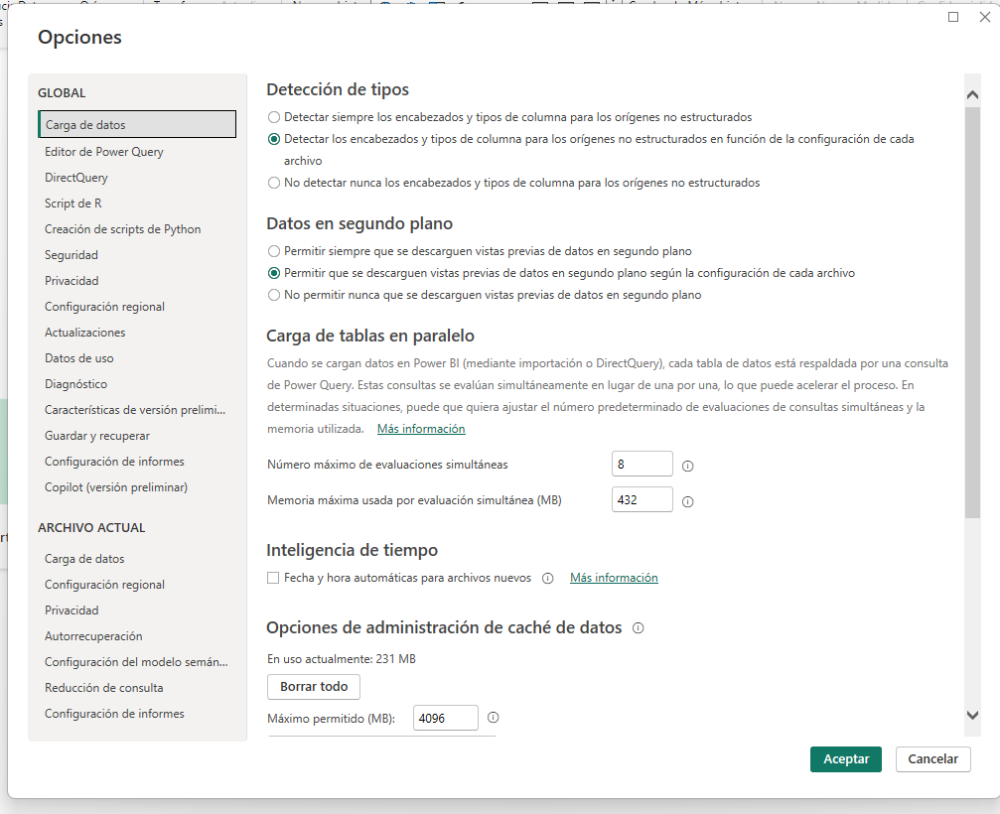 Opciones
GLOBAL
Carga de datos
Editor de Power Query
DirectQuery
Script de R
Creación de scripts de Python
Seguridad
Privacidad
Configuración regional
Actualizaciones
Datos de uso
Diagnóstico
Características de versión prelimi...
Guardar y recuperar
Configuración de informes
Copilot (versión preliminar)
ARCHIVO ACTUAL
Carga de datos
Configuración regional
Privacidad
Autorrecuperación
Configuración del modelo semán...
Reducción de consulta
Configuración de informes
Detección de tipos
Detectar siempre los encabezados y tipos de columna para los orígenes no estructurados
Detectar los encabezados y tipos de columna para los orígenes no estructurados en función de la configuración de cada
archivo
No detectar nunca los encabezados y tipos de columna para los orígenes no estructurados
Datos en segundo plano
Permitir siempre que se descarguen vistas previas de datos en segundo plano
Permitir que se descarguen vistas previas de datos en segundo plano según la configuración de cada archivo
No permitir nunca que se descarguen vistas previas de datos en segundo plano
Carga de tablas en paralelo
Cuando se cargan datos en Power BI (mediante importación o DirectQuery), cada tabla de datos está respaldada por una consulta
de Power Query. Estas consultas se evalúan simultáneamente en lugar de una por una, lo que puede acelerar el proceso. En
determinadas situaciones, puede que quiera ajustar el número predeterminado de evaluaciones de consultas simultáneas y la
memoria utilizada. Más información
Número máximo de evaluaciones simultáneas 8
Memoria máxima usada por evaluación simultánea (MB) 432
Inteligencia de tiempo
Fecha y hora automáticas para archivos nuevos Más información
Opciones de administración de caché de datos
En uso actualmente: 231 MB
Borrar todo
Máximo permitido (MB): 4096
Aceptar Cancelar